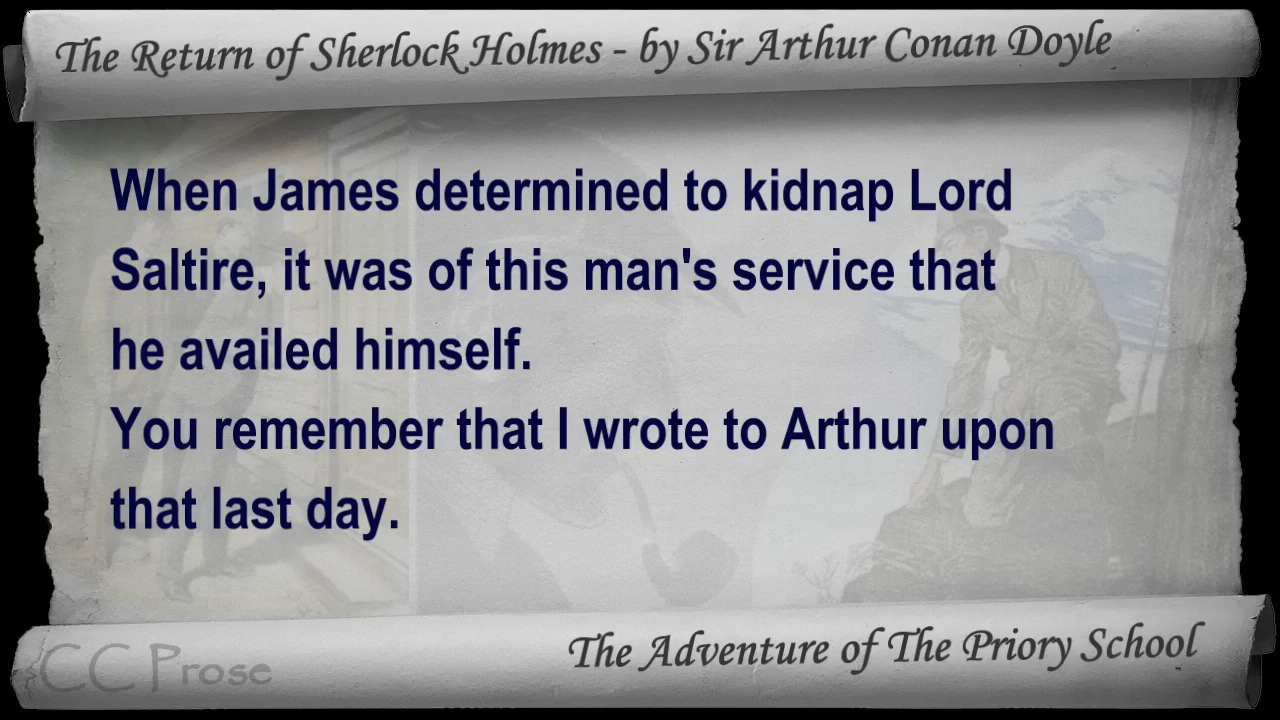 The Return of Sherlock Holmes - by Sir Arthur Conan Doyle
When James determined to kidnap Lord
Saltire, it was of this man's service that
he availed himself.
You remember that I wrote to Arthur upon
that last day.
The Adventure of The Priory School
CC Prose